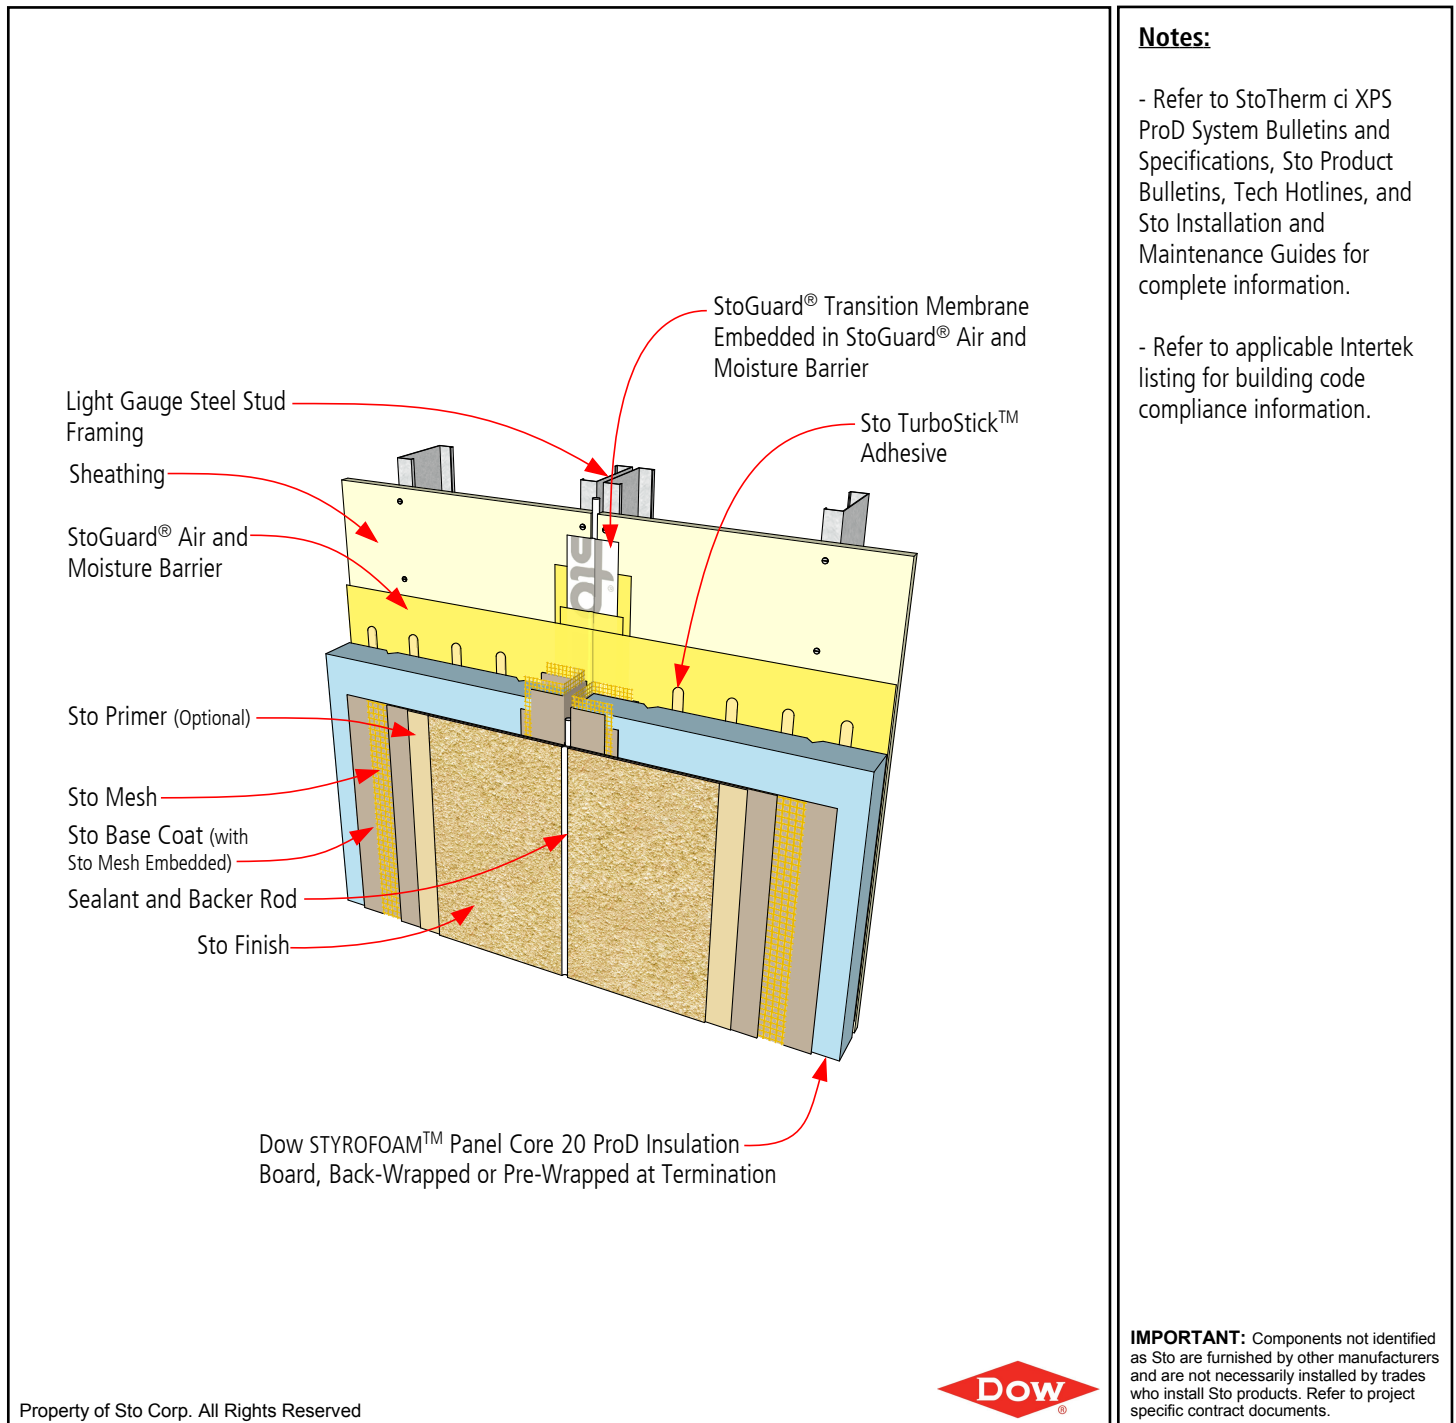 StoGuard® Transition Membrane
Embedded in StoGuard® Air and
Moisture Barrier
Light Gauge Steel Stud
Framing
Sto TurboStick™
Adhesive
Sheathing
StoGuard® Air and
Moisture Barrier
sto®
Sto Primer (Optional)
Sto Mesh
Sto Base Coat (with
Sto Mesh Embedded)
Sealant and Backer Rod
Sto Finish
Dow STYROFOAM™ Panel Core 20 ProD Insulation
Board, Back-Wrapped or Pre-Wrapped at Termination
Property of Sto Corp. All Rights Reserved
Dow®
Notes:
- Refer to StoTherm ci XPS
ProD System Bulletins and
Specifications, Sto Product
Bulletins, Tech Hotlines, and
Sto Installation and
Maintenance Guides for
complete information.
- Refer to applicable Intertek
listing for building code
compliance information.
IMPORTANT: Components not identified
as Sto are furnished by other manufacturers
and are not necessarily installed by trades
who install Sto products. Refer to project
specific contract documents.